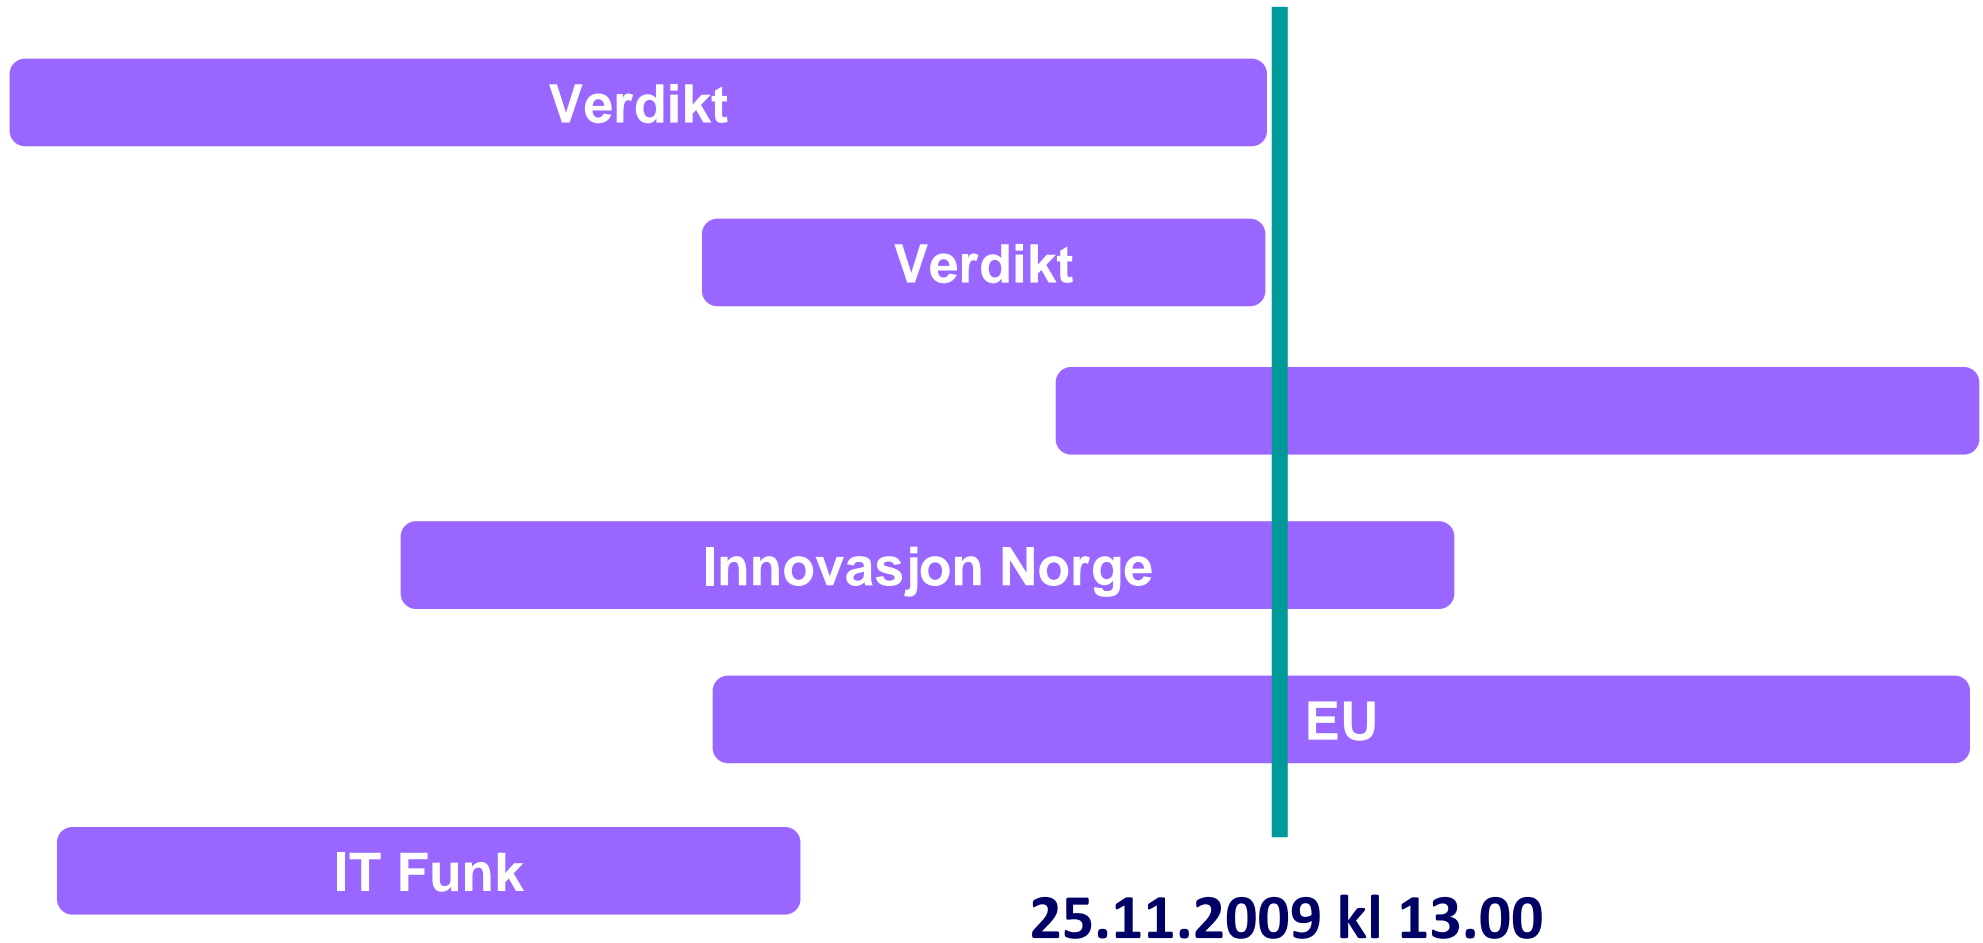 Verdikt
Verdikt
Innovasjon Norge
EU
IT Funk
25.11.2009 kl 13.00